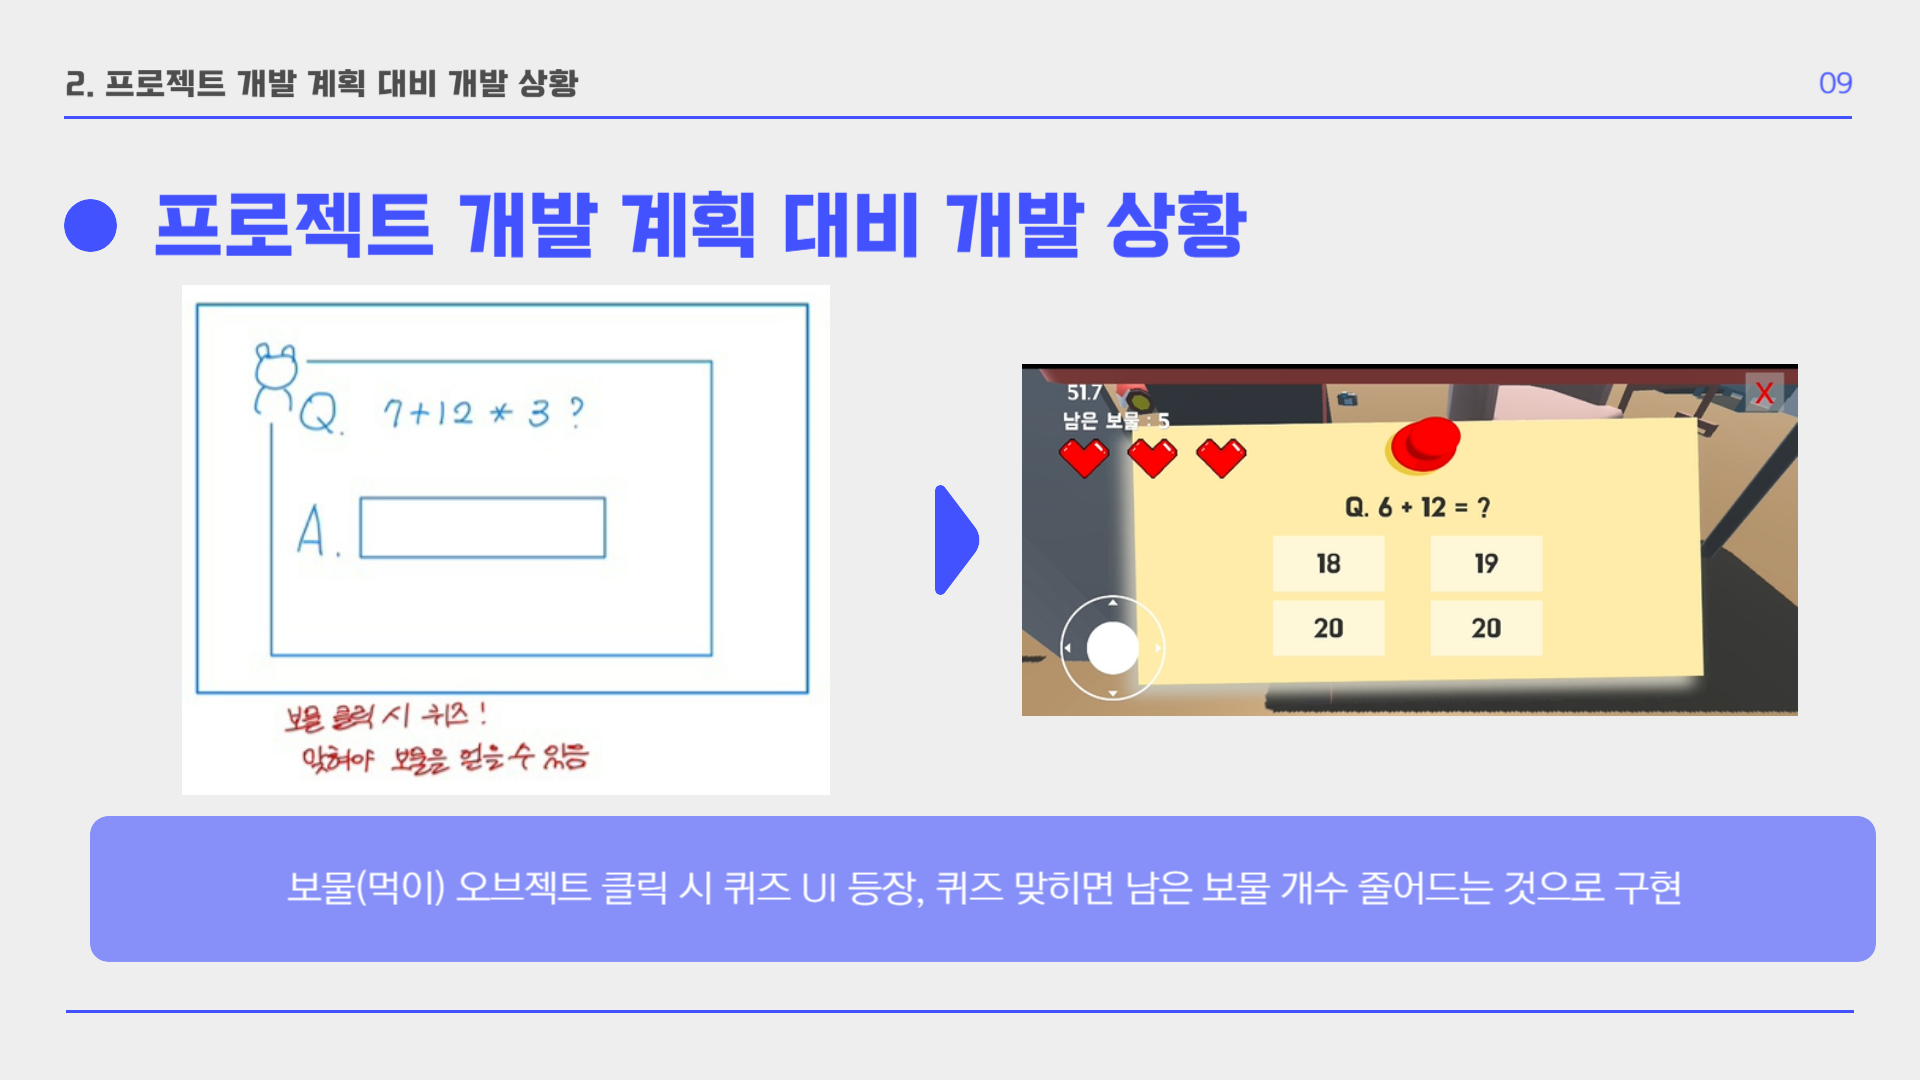 2. 프로젝트 개발 계획 대비 개발 상황
09
프로젝트 개발 계획 대비 개발 상황
Q. 7+12 * 3 ?
A.
보물 클릭 시 퀴즈!
맞혀야 보물을 얻을 수 있음
51.7
X
남은 보물 : 5
Q. 6 + 12 = ?
18 19
20 20
보물(먹이) 오브젝트 클릭 시 퀴즈 UI 등장, 퀴즈 맞히면 남은 보물 개수 줄어드는 것으로 구현